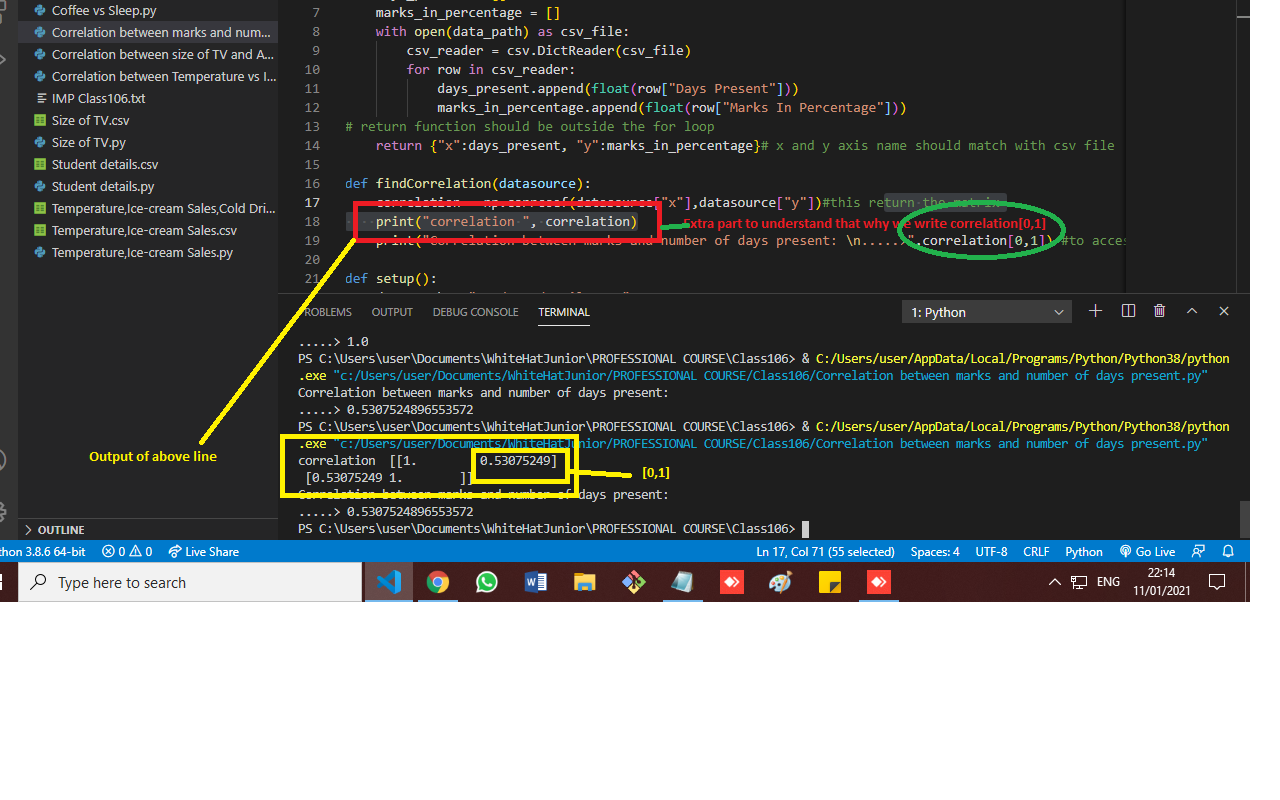 Coffee vs Sleep.py
Correlation between marks and num...
Correlation between size of TV and A...
Correlation between Temperature vs I...
IMP Class106.txt
Size of TV.csv
Size of TV.py
Student details.csv
Student details.py
Temperature,Ice-cream Sales,Cold Dri...
Temperature,Ice-cream Sales.csv
Temperature,Ice-cream Sales.py
OUTLINE
7 marks_in_percentage = []
8 with open(data_path) as csv_file:
9 csv_reader = csv.DictReader(csv_file)
10 for row in csv_reader:
11 days_present.append(float(row["Days Present"]))
12 marks_in_percentage.append(float(row["Marks In Percentage"]))
13 # return function should be outside the for loop
14 return {"x":days_present, "y":marks_in_percentage}# x and y axis name should match with csv file
15
16 def findCorrelation(datasource):
17 correlation = np.corrcoef(datasource["x"],datasource["y"])#this return the matrix
18 print("correlation ", correlation)
Extra part to understand that why we write correlation[0,1]
19 print("Correlation between marks and number of days present: \n.....>",correlation[0,1]) #to acces
20
21 def setup():
Output of above line
PROBLEMS OUTPUT DEBUG CONSOLE TERMINAL 1: Python
.....> 1.0
PS C:\Users\user\Documents\WhiteHatJunior\PROFESSIONAL COURSE\Class106> & C:/Users/user/AppData/Local/Programs/Python/Python38/python
.exe "c:/Users/user/Documents/WhiteHatJunior/PROFESSIONAL COURSE/Class106/Correlation between marks and number of days present.py"
Correlation between marks and number of days present:
.....> 0.5307524896553572
PS C:\Users\user\Documents\WhiteHatJunior\PROFESSIONAL COURSE\Class106> & C:/Users/user/AppData/Local/Programs/Python/Python38/python
.exe "c:/Users/user/Documents/WhiteHatJunior/PROFESSIONAL COURSE/Class106/Correlation between marks and number of days present.py"
correlation [[1. 0.53075249]
[0.53075249 1. ]]
[0,1]
Correlation between marks and number of days present:
.....> 0.5307524896553572
PS C:\Users\user\Documents\WhiteHatJunior\PROFESSIONAL COURSE\Class106>
thon 3.8.6 64-bit 0 0 Live Share Ln 17, Col 71 (55 selected) Spaces: 4 UTF-8 CRLF Python Go Live
Type here to search ENG 22:14
11/01/2021